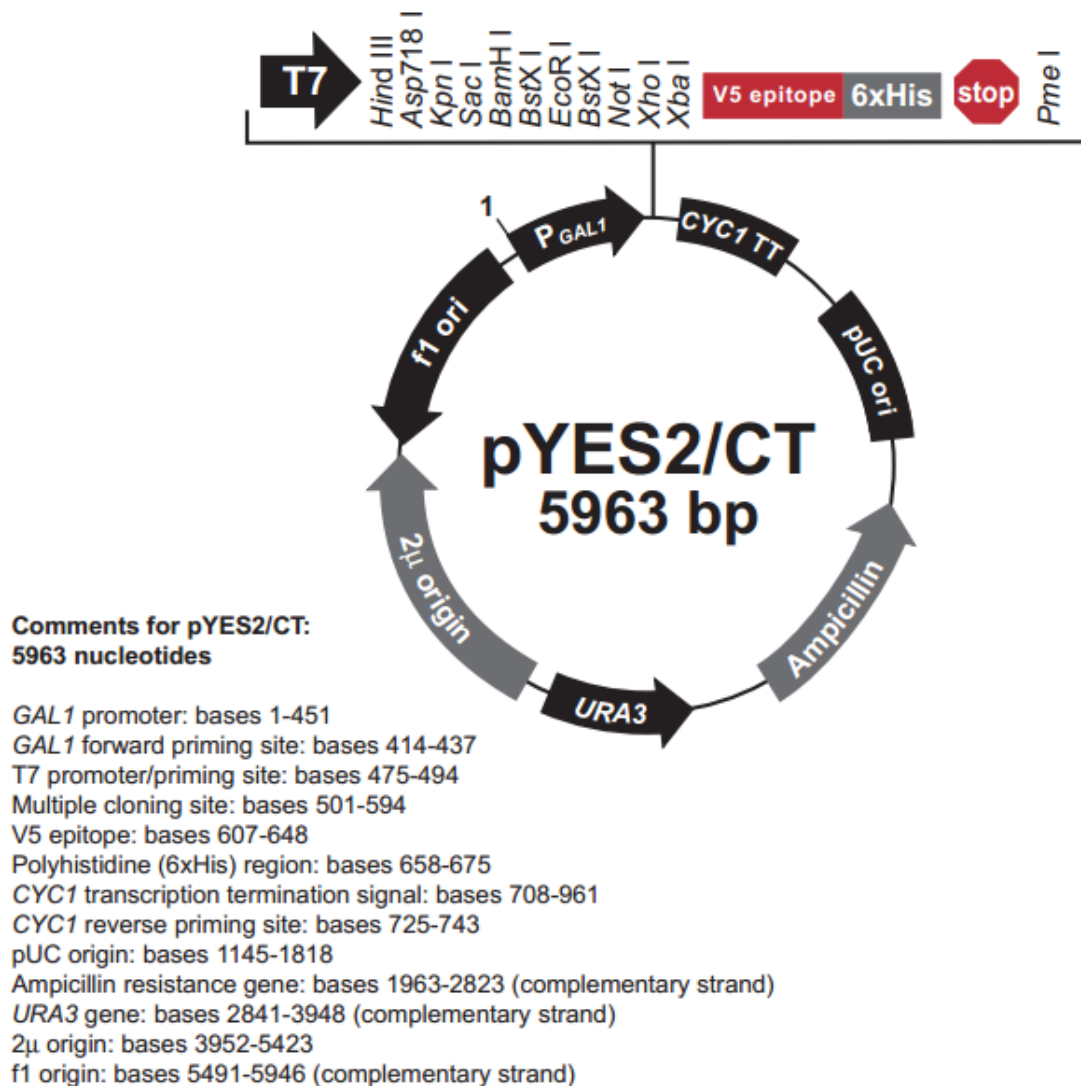 T7
Hind III
Asp718 I
Kpn I
Sac I
BamH I
BstX I
EcoR I
BstX I
Not I
Xho I
Xba I
V5 epitope
6xHis
stop
Pme I
1
PGAL1
CYC1 TT
pUC ori
Ampicillin
URA3
2μ origin
f1 ori
pYES2/CT
5963 bp
Comments for pYES2/CT:
5963 nucleotides
GAL1 promoter: bases 1-451
GAL1 forward priming site: bases 414-437
T7 promoter/priming site: bases 475-494
Multiple cloning site: bases 501-594
V5 epitope: bases 607-648
Polyhistidine (6xHis) region: bases 658-675
CYC1 transcription termination signal: bases 708-961
CYC1 reverse priming site: bases 725-743
pUC origin: bases 1145-1818
Ampicillin resistance gene: bases 1963-2823 (complementary strand)
URA3 gene: bases 2841-3948 (complementary strand)
2μ origin: bases 3952-5423
f1 origin: bases 5491-5946 (complementary strand)